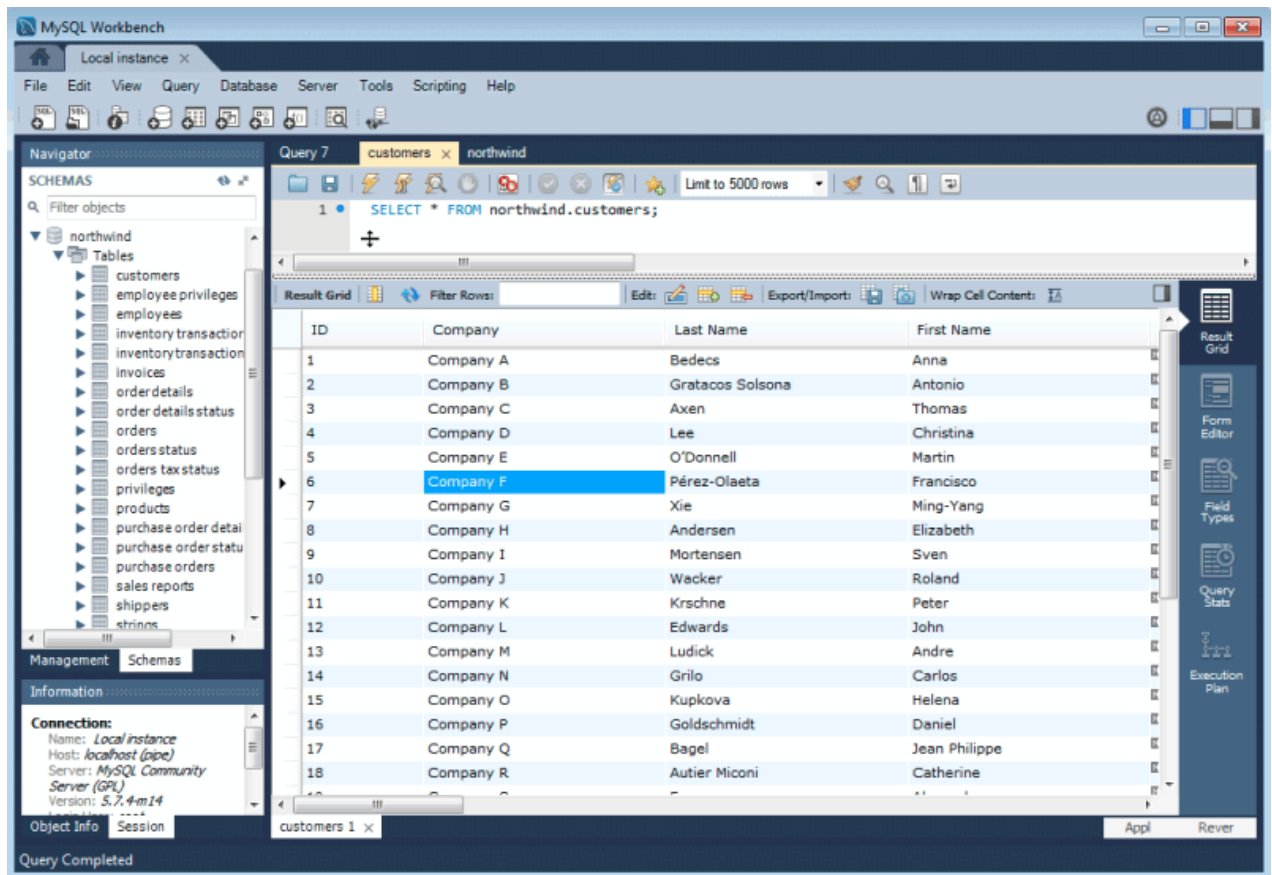 MySQL Workbench
Local instance
File Edit View Query Database Server Tools Scripting Help
Navigator
SCHEMAS
Filter objects
northwind
Tables
customers
employee privileges
employees
inventory transaction
inventory transaction
invoices
order details
order details status
orders
orders status
orders tax status
privileges
products
purchase order detai
purchase order statu
purchase orders
sales reports
shippers
strings
Management Schemas
Information
Connection:
Name: Local instance
Host: localhost (pipe)
Server: MySQL Community
Server (GPL)
Version: 5.7.4-m14
Object Info Session
Query 7 customers northwind
Limit to 5000 rows
1 SELECT * FROM northwind.customers;
Result Grid Filter Rows: Edit: Export/Import: Wrap Cell Content:
ID Company Last Name First Name
1 Company A Bedecs Anna
2 Company B Gratacos Solsona Antonio
3 Company C Axen Thomas
4 Company D Lee Christina
5 Company E O'Donnell Martin
6 Company F Pérez-Olaeta Francisco
7 Company G Xie Ming-Yang
8 Company H Andersen Elizabeth
9 Company I Mortensen Sven
10 Company J Wacker Roland
11 Company K Krschne Peter
12 Company L Edwards John
13 Company M Ludick Andre
14 Company N Grilo Carlos
15 Company O Kupkova Helena
16 Company P Goldschmidt Daniel
17 Company Q Bagel Jean Philippe
18 Company R Autier Miconi Catherine
customers 1
Appl Rever
Result
Grid
Form
Editor
Field
Types
Query
Stats
Execution
Plan
Query Completed